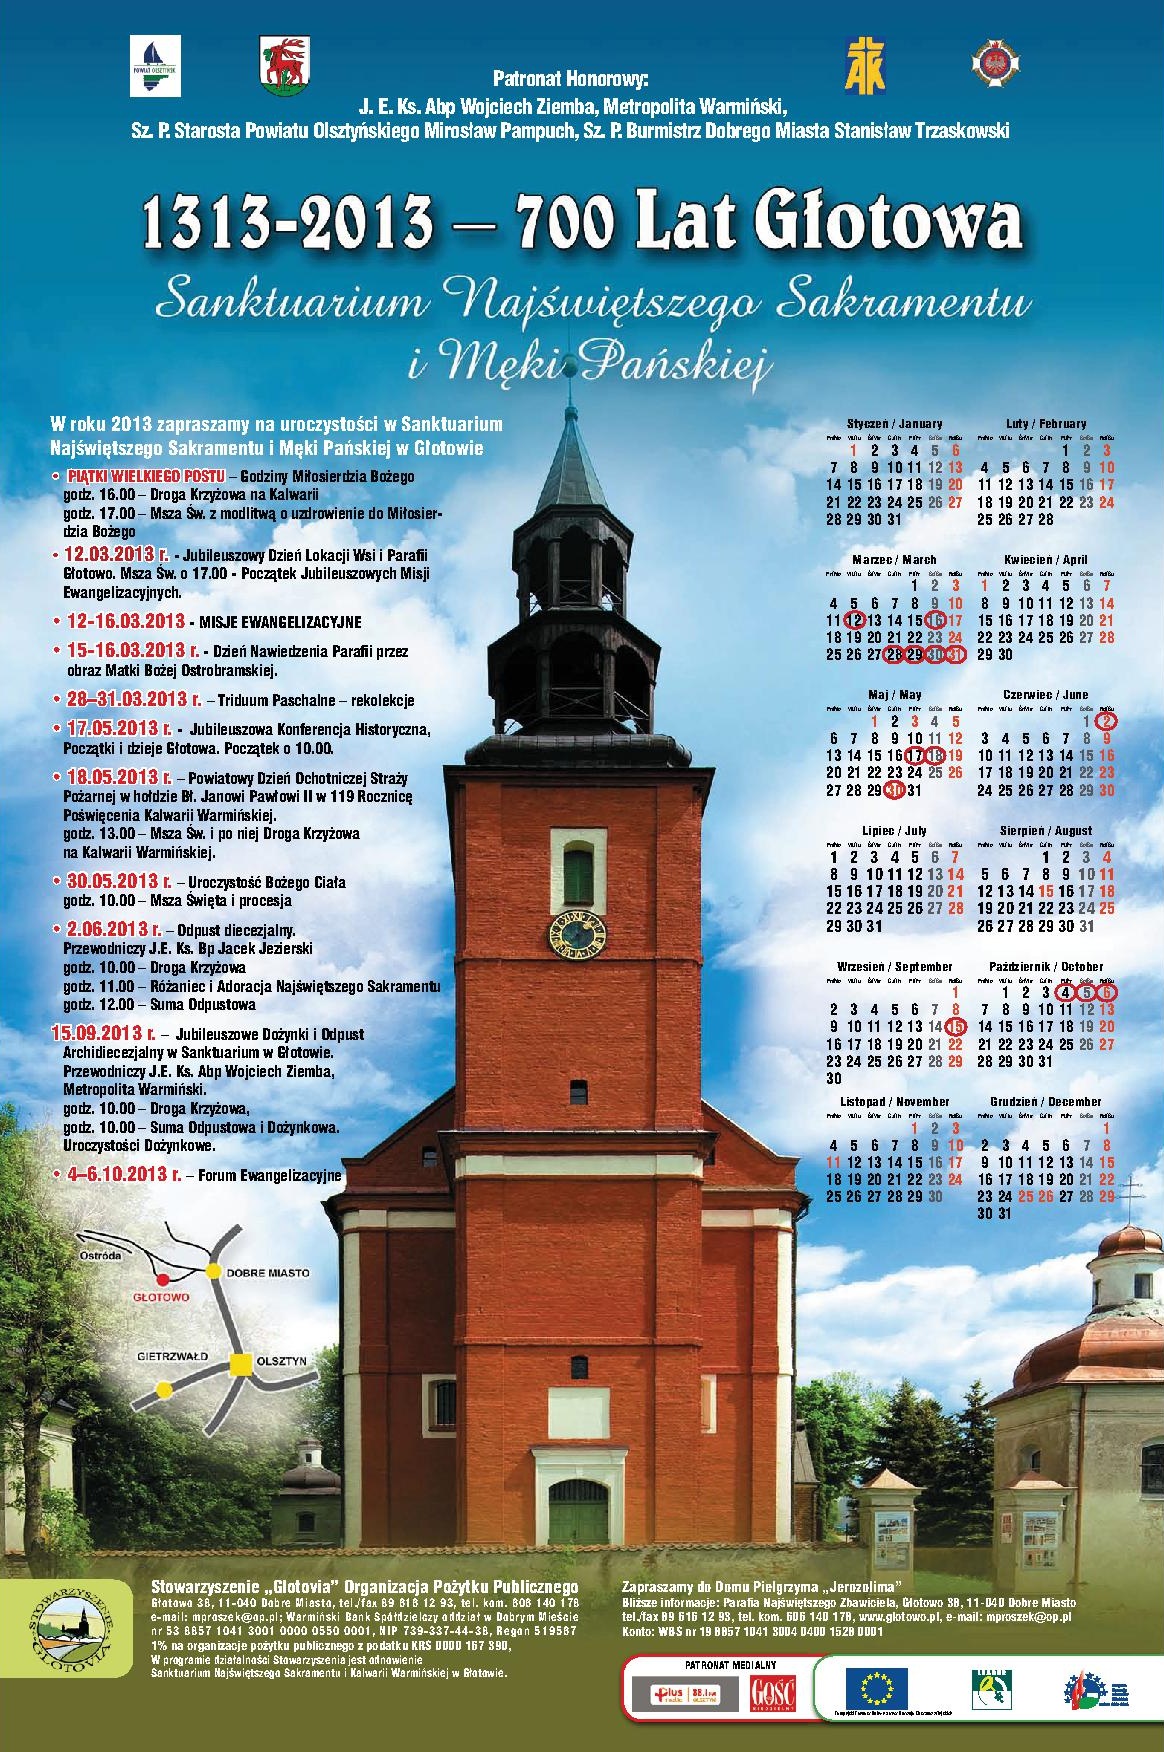 POWIAT OLSZTYŃSKI
Patronat Honorowy:
J. E. Ks. Abp Wojciech Ziemba, Metropolita Warmiński,
Sz. P. Starosta Powiatu Olsztyńskiego Mirosław Pampuch, Sz. P. Burmistrz Dobrego Miasta Stanisław Trzaskowski
1313-2013 – 700 Lat Głotowa
Sanktuarium Najświętszego Sakramentu
i Męki Pańskiej
W roku 2013 zapraszamy na uroczystości w Sanktuarium
Najświętszego Sakramentu i Męki Pańskiej w Głotowie
• PIĄTKI WIELKIEGO POSTU – Godziny Miłosierdzia Bożego
godz. 16.00 – Droga Krzyżowa na Kalwarii
godz. 17.00 – Msza Św. z modlitwą o uzdrowienie do Miłosier-
dzia Bożego
• 12.03.2013 r. - Jubileuszowy Dzień Lokacji Wsi i Parafii
Głotowo. Msza Św. o 17.00 - Początek Jubileuszowych Misji
Ewangelizacyjnych.
• 12-16.03.2013 - MISJE EWANGELIZACYJNE
• 15-16.03.2013 r. - Dzień Nawiedzenia Parafii przez
obraz Matki Bożej Ostrobramskiej.
• 28–31.03.2013 r. – Triduum Paschalne – rekolekcje
• 17.05.2013 r. - Jubileuszowa Konferencja Historyczna,
Początki i dzieje Głotowa. Początek o 10.00.
• 18.05.2013 r. – Powiatowy Dzień Ochotniczej Straży
Pożarnej w hołdzie Bł. Janowi Pawłowi II w 119 Rocznicę
Poświęcenia Kalwarii Warmińskiej.
godz. 13.00 – Msza Św. i po niej Droga Krzyżowa
na Kalwarii Warmińskiej.
• 30.05.2013 r. – Uroczystość Bożego Ciała
godz. 10.00 – Msza Święta i procesja
• 2.06.2013 r. – Odpust diecezjalny.
Przewodniczy J.E. Ks. Bp Jacek Jezierski
godz. 10.00 – Droga Krzyżowa
godz. 11.00 – Różaniec i Adoracja Najświętszego Sakramentu
godz. 12.00 – Suma Odpustowa
15.09.2013 r. – Jubileuszowe Dożynki i Odpust
Archidiecezjalny w Sanktuarium w Głotowie.
Przewodniczy J.E. Ks. Abp Wojciech Ziemba,
Metropolita Warmiński.
godz. 10.00 – Droga Krzyżowa,
godz. 10.00 – Suma Odpustowa i Dożynkowa.
Uroczystości Dożynkowe.
• 4–6.10.2013 r. – Forum Ewangelizacyjne
Styczeń / January
1 2 3 4 5 6
7 8 9 10 11 12 13
14 15 16 17 18 19 20
21 22 23 24 25 26 27
28 29 30 31
Luty / February
1 2 3
4 5 6 7 8 9 10
11 12 13 14 15 16 17
18 19 20 21 22 23 24
25 26 27 28
Marzec / March
1 2 3
4 5 6 7 8 9 10
11 12 13 14 15 16 17
18 19 20 21 22 23 24
25 26 27 28 29 30 31
Kwiecień / April
1 2 3 4 5 6 7
8 9 10 11 12 13 14
15 16 17 18 19 20 21
22 23 24 25 26 27 28
29 30
Maj / May
1 2 3 4 5
6 7 8 9 10 11 12
13 14 15 16 17 18 19
20 21 22 23 24 25 26
27 28 29 30 31
Czerwiec / June
1 2
3 4 5 6 7 8 9
10 11 12 13 14 15 16
17 18 19 20 21 22 23
24 25 26 27 28 29 30
Lipiec / July
1 2 3 4 5 6 7
8 9 10 11 12 13 14
15 16 17 18 19 20 21
22 23 24 25 26 27 28
29 30 31
Sierpień / August
1 2 3 4
5 6 7 8 9 10 11
12 13 14 15 16 17 18
19 20 21 22 23 24 25
26 27 28 29 30 31
Wrzesień / September
1
2 3 4 5 6 7 8
9 10 11 12 13 14 15
16 17 18 19 20 21 22
23 24 25 26 27 28 29
30
Październik / October
1 2 3 4 5 6
7 8 9 10 11 12 13
14 15 16 17 18 19 20
21 22 23 24 25 26 27
28 29 30 31
Listopad / November
1 2 3
4 5 6 7 8 9 10
11 12 13 14 15 16 17
18 19 20 21 22 23 24
25 26 27 28 29 30
Grudzień / December
1
2 3 4 5 6 7 8
9 10 11 12 13 14 15
16 17 18 19 20 21 22
23 24 25 26 27 28 29
30 31
Ostróda
DOBRE MIASTO
GŁOTOWO
GIETRZWAŁD
OLSZTYN
STOWARZYSZENIE
GLOTOVIA
Stowarzyszenie „Glotovia” Organizacja Pożytku Publicznego
Głotowo 38, 11-040 Dobre Miasto, tel./fax 89 616 12 93, tel. kom. 606 140 178
e-mail: mproszek@op.pl; Warmiński Bank Spółdzielczy oddział w Dobrym Mieście
nr 53 8857 1041 3001 0000 0550 0001, NIP 739-337-44-38, Regon 519587
1% na organizacje pożytku publicznego z podatku KRS 0000 167 390,
W programie działalności Stowarzyszenia jest odnowienie
Sanktuarium Najświętszego Sakramentu i Kalwarii Warmińskiej w Głotowie.
Zapraszamy do Domu Pielgrzyma „Jerozolima”
Bliższe informacje: Parafia Najświętszego Zbawiciela, Głotowo 38, 11-040 Dobre Miasto
tel./fax 89 616 12 93, tel. kom. 606 140 178, www.glotowo.pl, e-mail: mproszek@op.pl
Konto: WBS nr 19 8857 1041 3004 0400 1528 0001
PATRONAT MEDIALNY
plus
GOŚĆ
LEADER